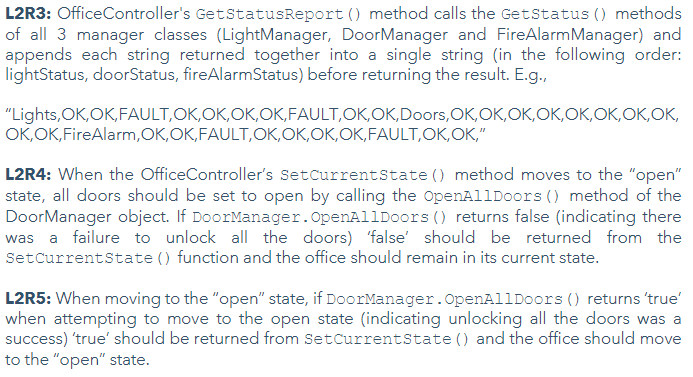 L2R3: OfficeController's GetStatusReport() method calls the GetStatus() methods
of all 3 manager classes (LightManager, DoorManager and FireAlarmManager) and
appends each string returned together into a single string (in the following order:
lightStatus, doorStatus, fireAlarmStatus) before returning the result. E.g.,
“Lights,OK,OK,FAULT,OK,OK,OK,OK,FAULT,OK,OK,Doors,OK,OK,OK,OK,OK,OK,OK,OK,
OK,OK,FireAlarm,OK,OK,FAULT,OK,OK,OK,OK,FAULT,OK,OK,”
L2R4: When the OfficeController’s SetCurrentState() method moves to the “open”
state, all doors should be set to open by calling the OpenAllDoors() method of the
DoorManager object. If DoorManager.OpenAllDoors() returns false (indicating there
was a failure to unlock all the doors) ‘false’ should be returned from the
SetCurrentState() function and the office should remain in its current state.
L2R5: When moving to the “open” state, if DoorManager.OpenAllDoors() returns ‘true’
when attempting to move to the open state (indicating unlocking all the doors was a
success) ‘true’ should be returned from SetCurrentState() and the office should move
to the “open” state.